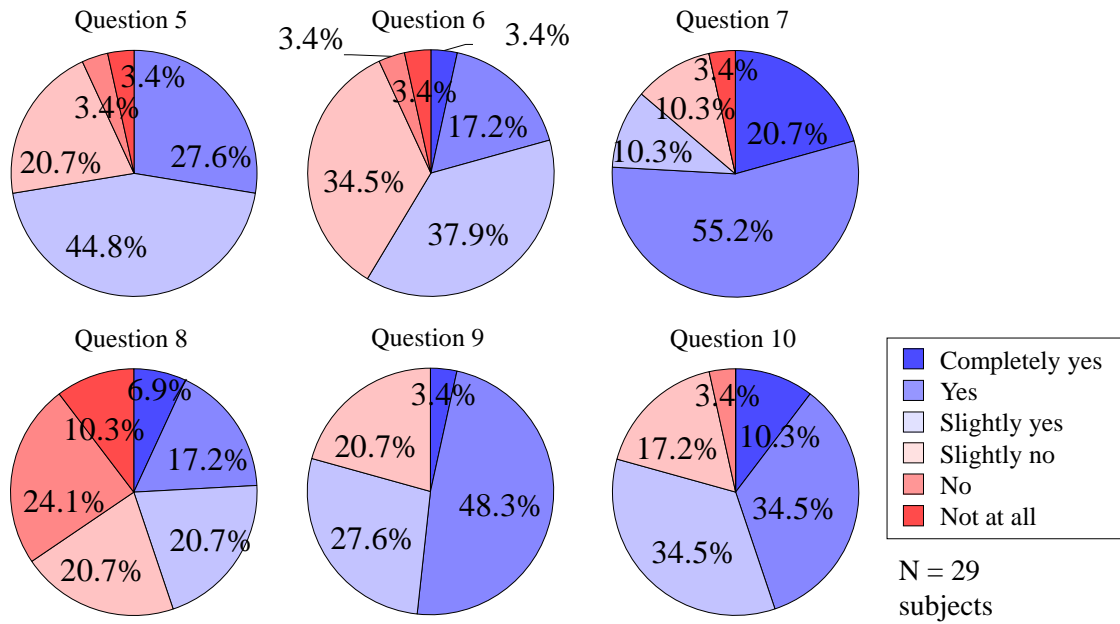 Question 5
3.4%
3.4%
20.7%
27.6%
44.8%
Question 6
3.4%
3.4%
3.4%
17.2%
34.5%
37.9%
Question 7
3.4%
10.3%
20.7%
10.3%
55.2%
Question 8
6.9%
10.3%
17.2%
24.1%
20.7%
20.7%
Question 9
3.4%
20.7%
48.3%
27.6%
Question 10
3.4%
10.3%
17.2%
34.5%
34.5%
Completely yes
Yes
Slightly yes
Slightly no
No
Not at all
N = 29
subjects